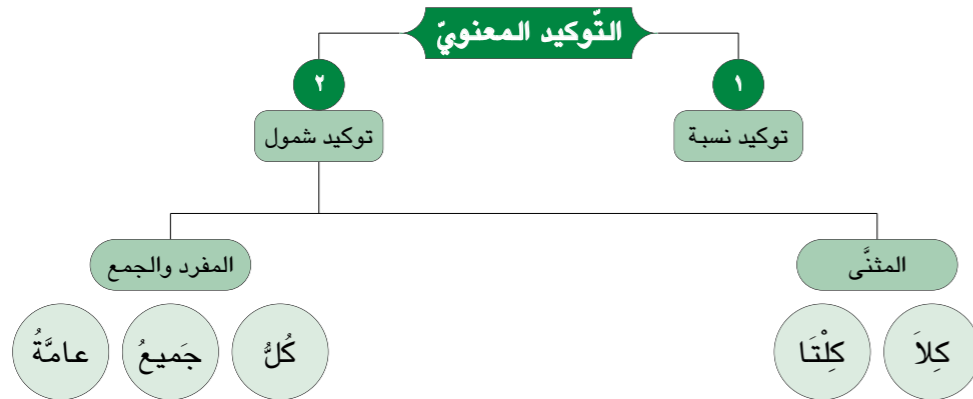 التّوكيد المعنويّ
١
٢
توكيد نسبة
توكيد شمول
المثنَّى
المفرد والجمع
كِلاَ
كِلْتَا
كُلُّ
جَميعُ
عامَّةُ